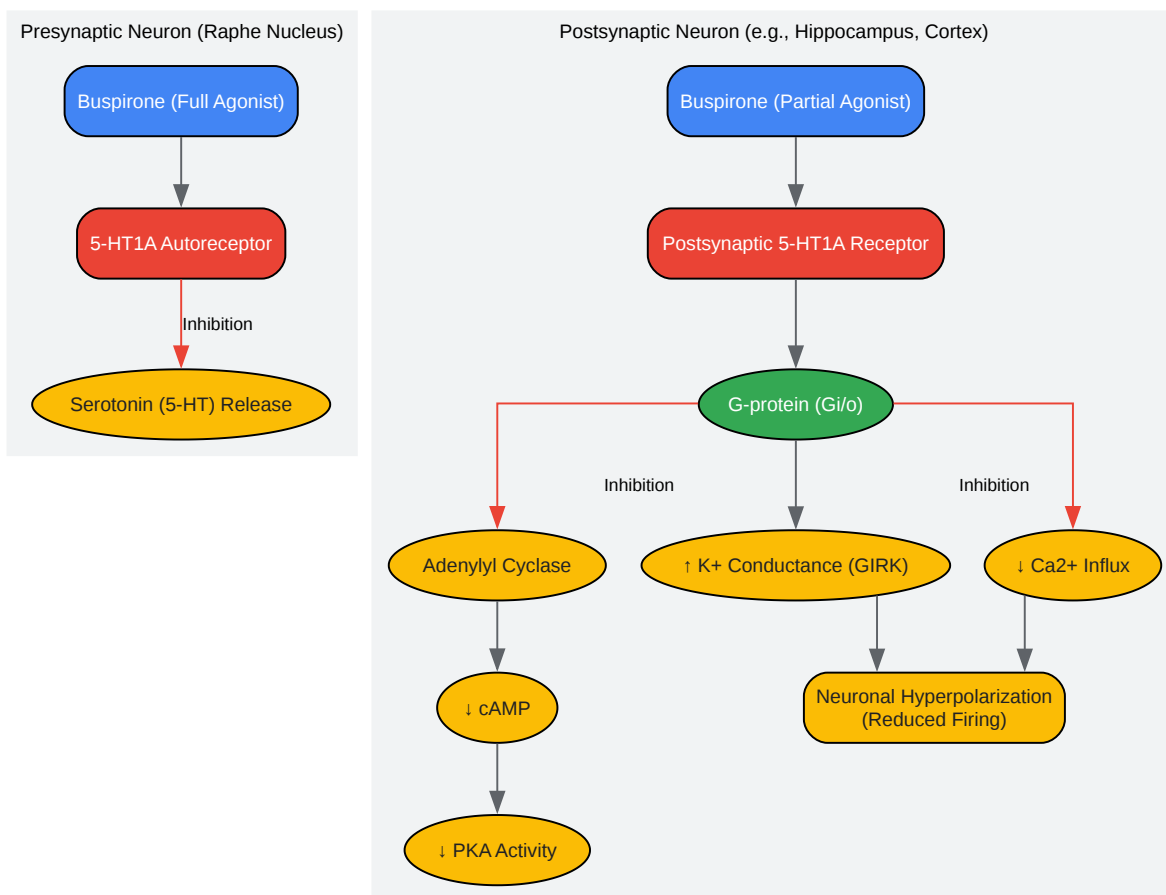 Presynaptic Neuron (Raphe Nucleus)
Buspirone (Full Agonist)
5-HT1A Autoreceptor
Inhibition
Serotonin (5-HT) Release
Postsynaptic Neuron (e.g., Hippocampus, Cortex)
Buspirone (Partial Agonist)
Postsynaptic 5-HT1A Receptor
G-protein (Gi/o)
Inhibition
Inhibition
Adenylyl Cyclase
↑ K+ Conductance (GIRK)
↓ Ca2+ Influx
↓ cAMP
Neuronal Hyperpolarization
(Reduced Firing)
↓ PKA Activity